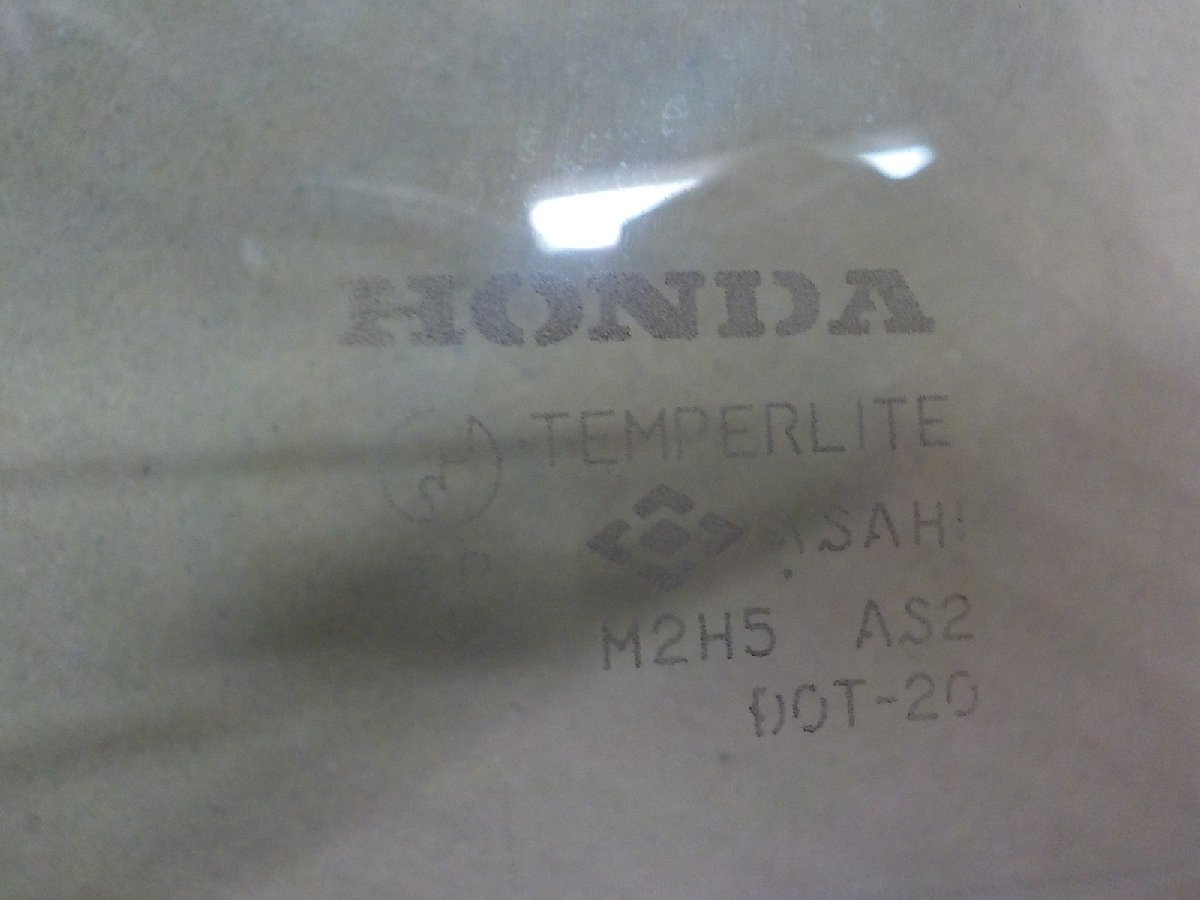 HONDA
TEMPERLITE
ASAHI
M2H5 AS2
DOT-20